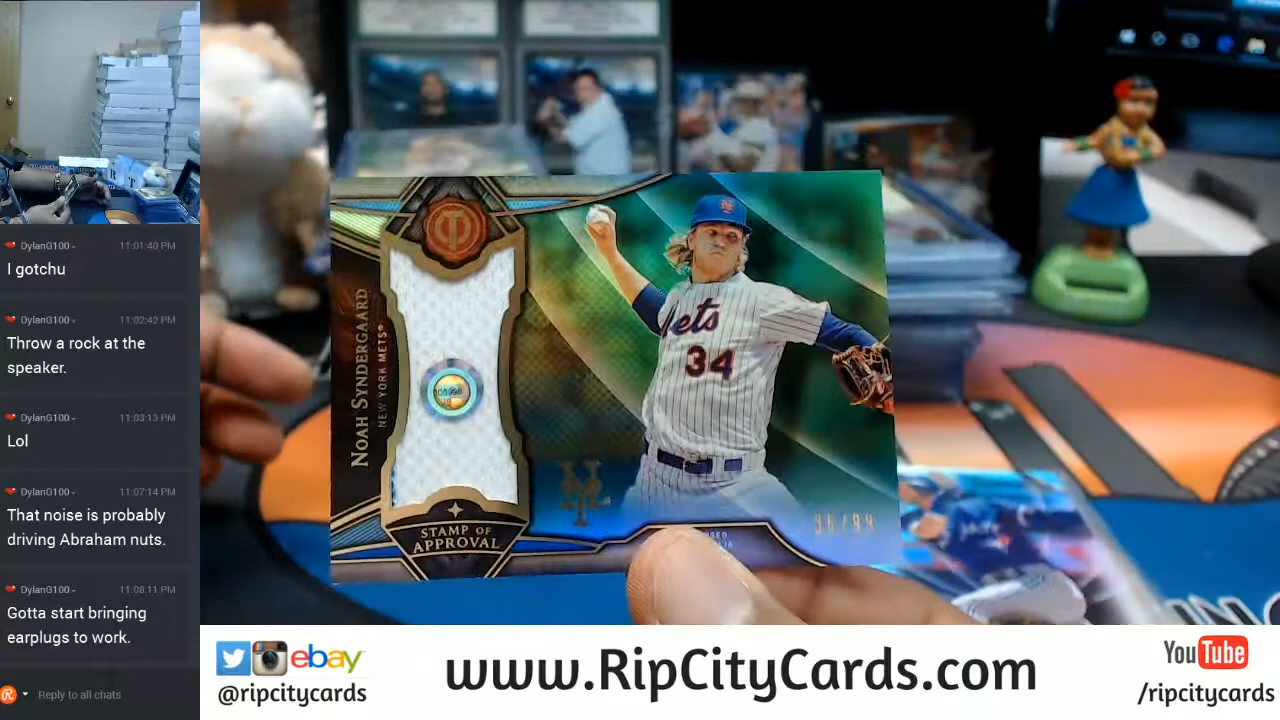 DylanG100 11:01:40 PM
I gotchu
DylanG100 11:02:42 PM
Throw a rock at the
speaker.
DylanG100 11:03:13 PM
Lol
DylanG100 11:07:14 PM
That noise is probably
driving Abraham nuts.
DylanG100 11:08:11 PM
Gotta start bringing
earplugs to work.
Reply to all chats
NOAH SYNDERGAARD
NEW YORK METS
STAMP OF
APPROVAL
Mets
34
ebay
@ripcitycards
www.RipCityCards.com
YouTube
/ripcitycards